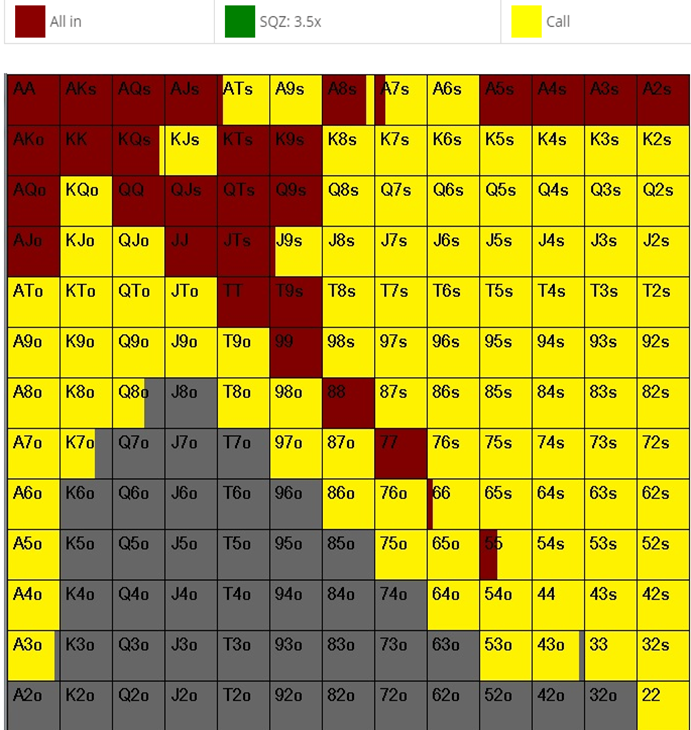 All in SQZ: 3.5x Call
AA AKs AQs AJs ATs A9s A8s A7s A6s A5s A4s A3s A2s
AKo KK KQs KJs KTs K9s K8s K7s K6s K5s K4s K3s K2s
AQo KQo QQ QJs QTs Q9s Q8s Q7s Q6s Q5s Q4s Q3s Q2s
AJo KJo QJo JJ JTs J9s J8s J7s J6s J5s J4s J3s J2s
ATo KTo QTo JTo TT T9s T8s T7s T6s T5s T4s T3s T2s
A9o K9o Q9o J9o T9o 99 98s 97s 96s 95s 94s 93s 92s
A8o K8o Q8o J8o T8o 98o 88 87s 86s 85s 84s 83s 82s
A7o K7o Q7o J7o T7o 97o 87o 77 76s 75s 74s 73s 72s
A6o K6o Q6o J6o T6o 96o 86o 76o 66 65s 64s 63s 62s
A5o K5o Q5o J5o T5o 95o 85o 75o 65o 55 54s 53s 52s
A4o K4o Q4o J4o T4o 94o 84o 74o 64o 54o 44 43s 42s
A3o K3o Q3o J3o T3o 93o 83o 73o 63o 53o 43o 33 32s
A2o K2o Q2o J2o T2o 92o 82o 72o 62o 52o 42o 32o 22